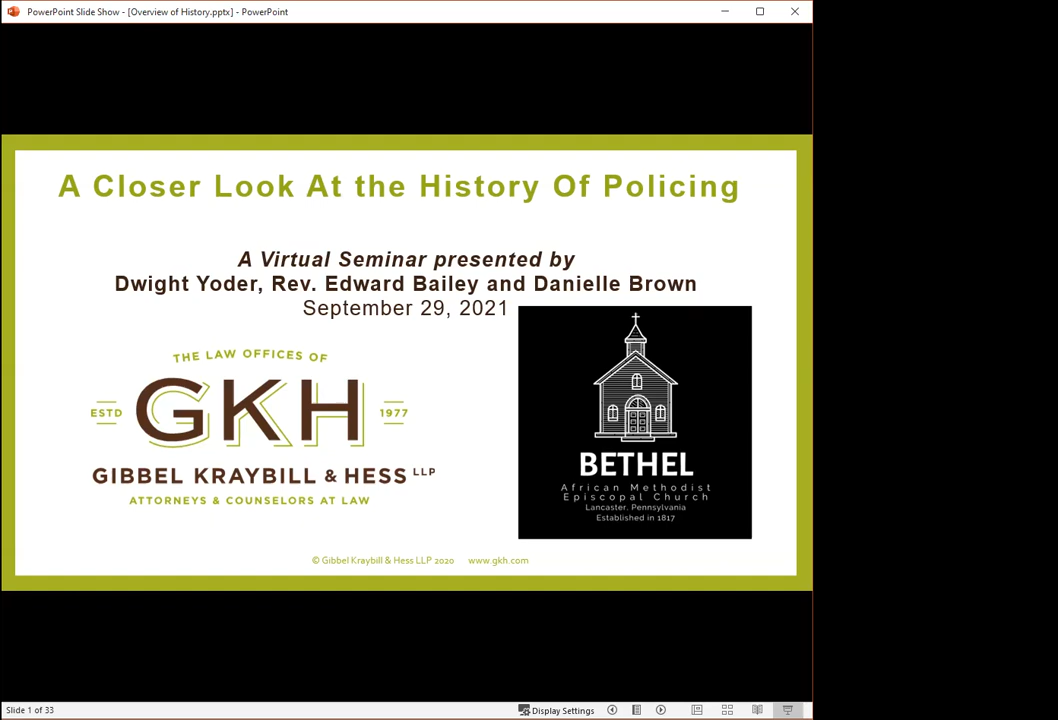 PowerPoint Slide Show - [Overview of History.pptx] - PowerPoint
A Closer Look At the History Of Policing
A Virtual Seminar presented by
Dwight Yoder, Rev. Edward Bailey and Danielle Brown
September 29, 2021
THE LAW OFFICES OF
ESTD GKH 1977
GIBBEL KRAYBILL & HESS LLP
ATTORNEYS & COUNSELORS AT LAW
BETHEL
African Methodist
Episcopal Church
Lancaster, Pennsylvania
Established in 1817
© Gibbel Kraybill & Hess LLP 2020 www.gkh.com
Slide 1 of 33
Display Settings